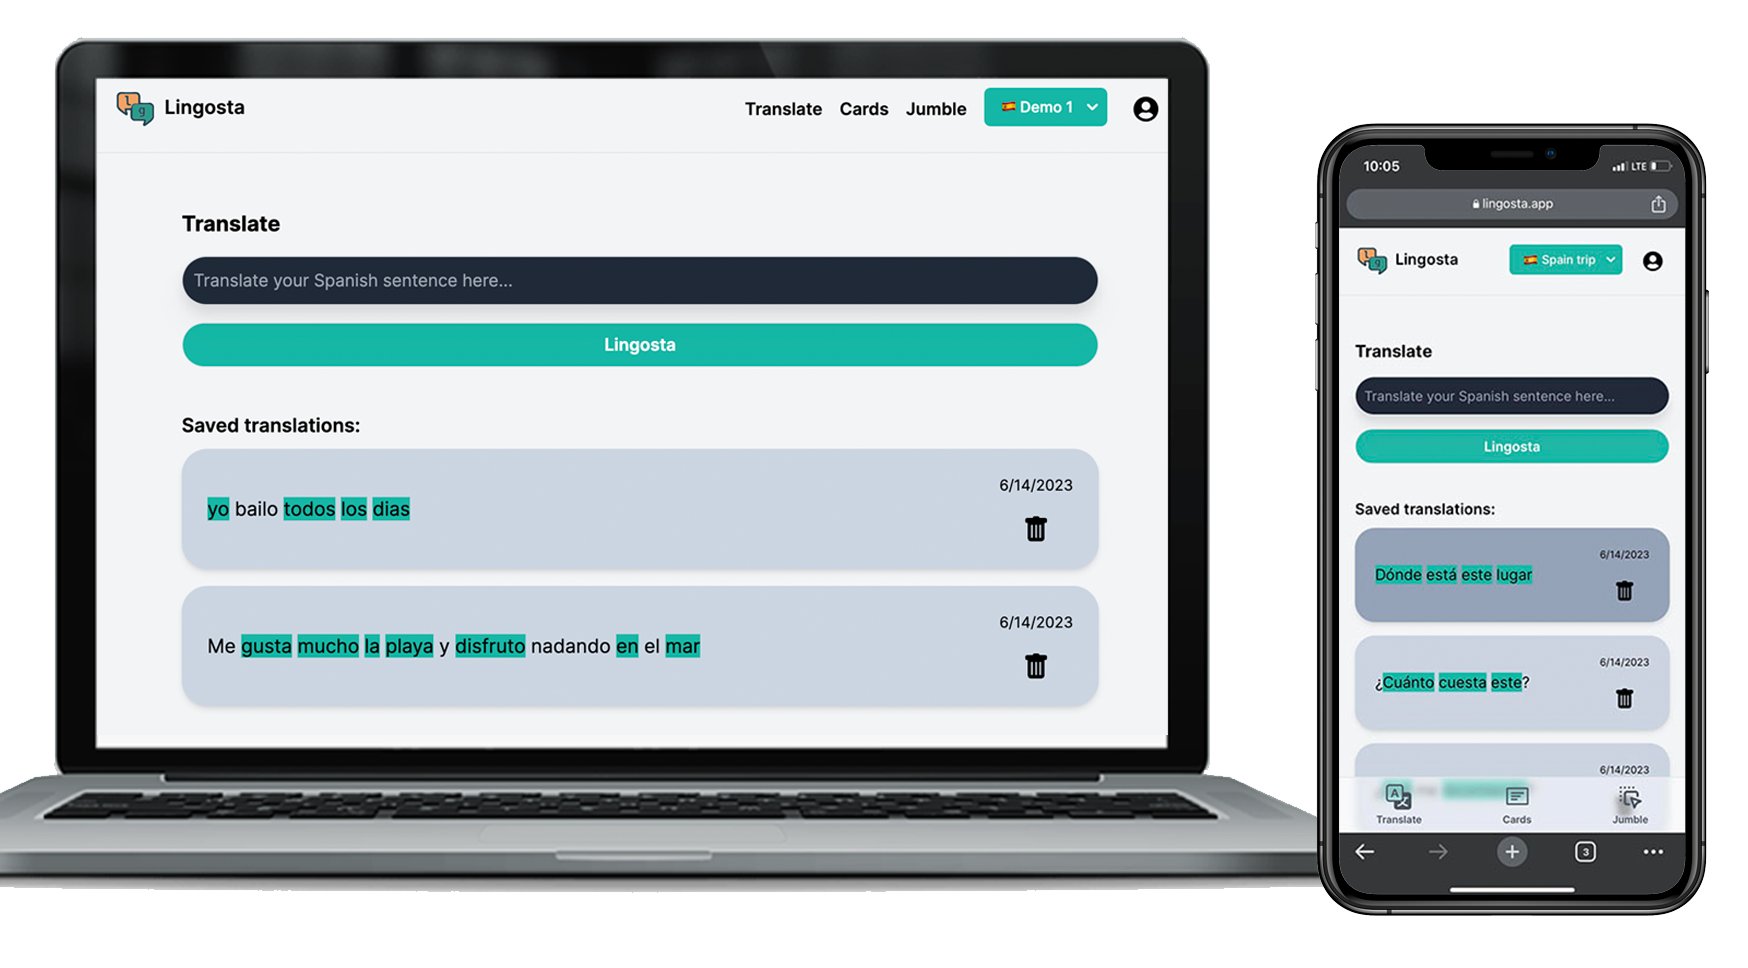 Lingosta
Translate Cards Jumble Demo 1
Translate
Translate your Spanish sentence here...
Lingosta
Saved translations:
6/14/2023
yo bailo todos los dias
6/14/2023
Me gusta mucho la playa y disfruto nadando en el mar
10:05 LTE
lingosta.app
Lingosta Spain trip
Translate
Translate your Spanish sentence here...
Lingosta
Saved translations:
6/14/2023
Dónde está este lugar
6/14/2023
¿Cuánto cuesta este?
6/14/2023
Translate Cards Jumble
3